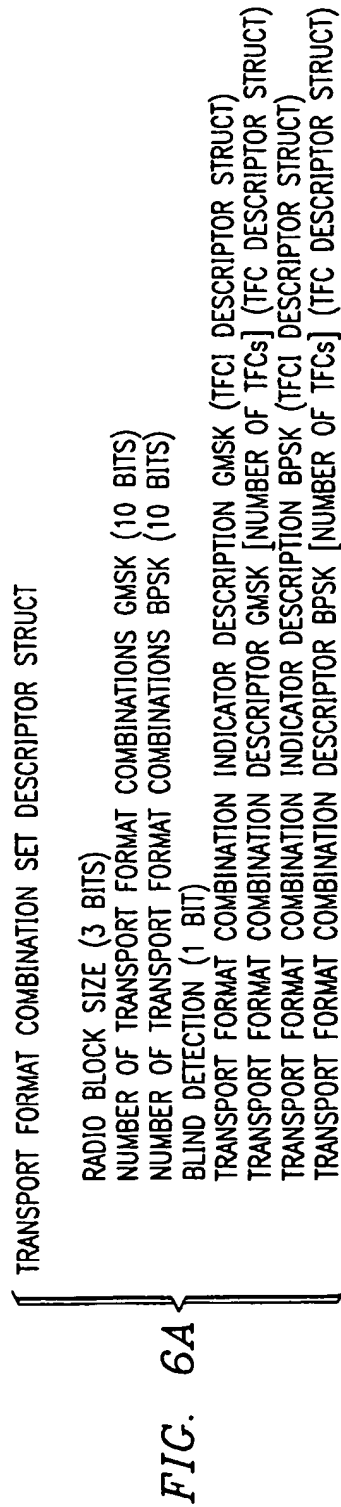 FIG. 6A
TRANSPORT FORMAT COMBINATION SET DESCRIPTOR STRUCT
RADIO BLOCK SIZE (3 BITS)
NUMBER OF TRANSPORT FORMAT COMBINATIONS GMSK (10 BITS)
NUMBER OF TRANSPORT FORMAT COMBINATIONS BPSK (10 BITS)
BLIND DETECTION (1 BIT)
TRANSPORT FORMAT COMBINATION INDICATOR DESCRIPTION GMSK (TFCI DESCRIPTOR STRUCT)
TRANSPORT FORMAT COMBINATION DESCRIPTOR GMSK [NUMBER OF TFCs] (TFC DESCRIPTOR STRUCT)
TRANSPORT FORMAT COMBINATION INDICATOR DESCRIPTION BPSK (TFCI DESCRIPTOR STRUCT)
TRANSPORT FORMAT COMBINATION DESCRIPTOR BPSK [NUMBER OF TFCs] (TFC DESCRIPTOR STRUCT)